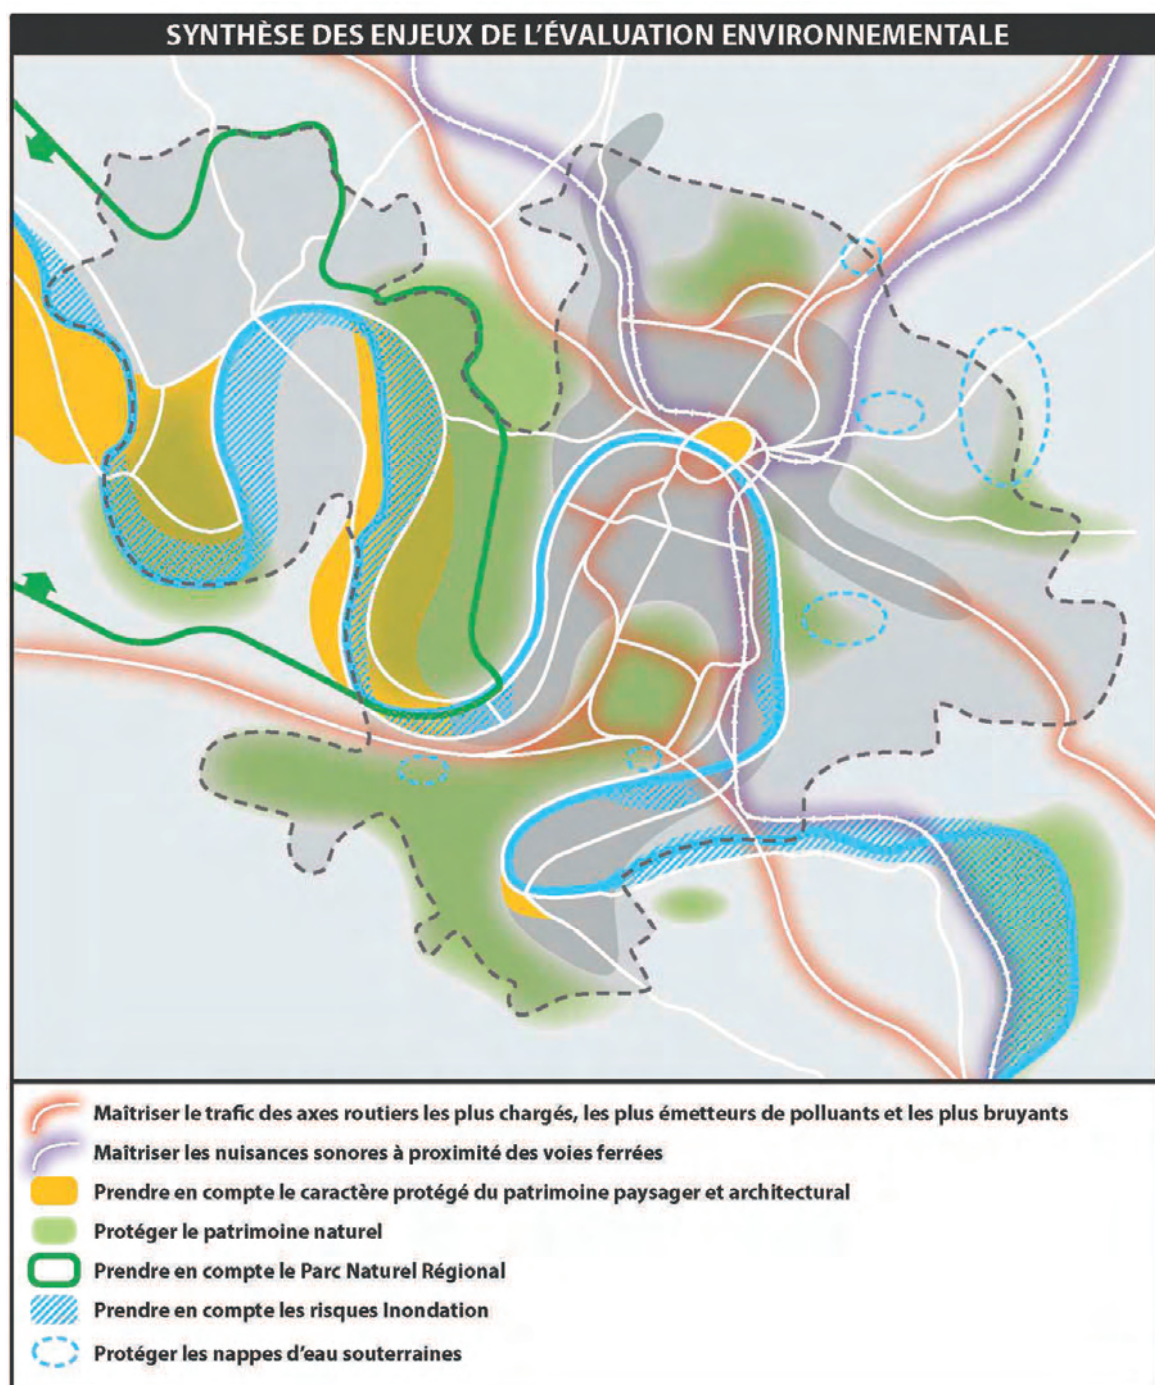 SYNTHÈSE DES ENJEUX DE L'ÉVALUATION ENVIRONNEMENTALE
Maîtriser le trafic des axes routiers les plus chargés, les plus émetteurs de polluants et les plus bruyants
Maîtriser les nuisances sonores à proximité des voies ferrées
Prendre en compte le caractère protégé du patrimoine paysager et architectural
Protéger le patrimoine naturel
Prendre en compte le Parc Naturel Régional
Prendre en compte les risques Inondation
Protéger les nappes d'eau souterraines